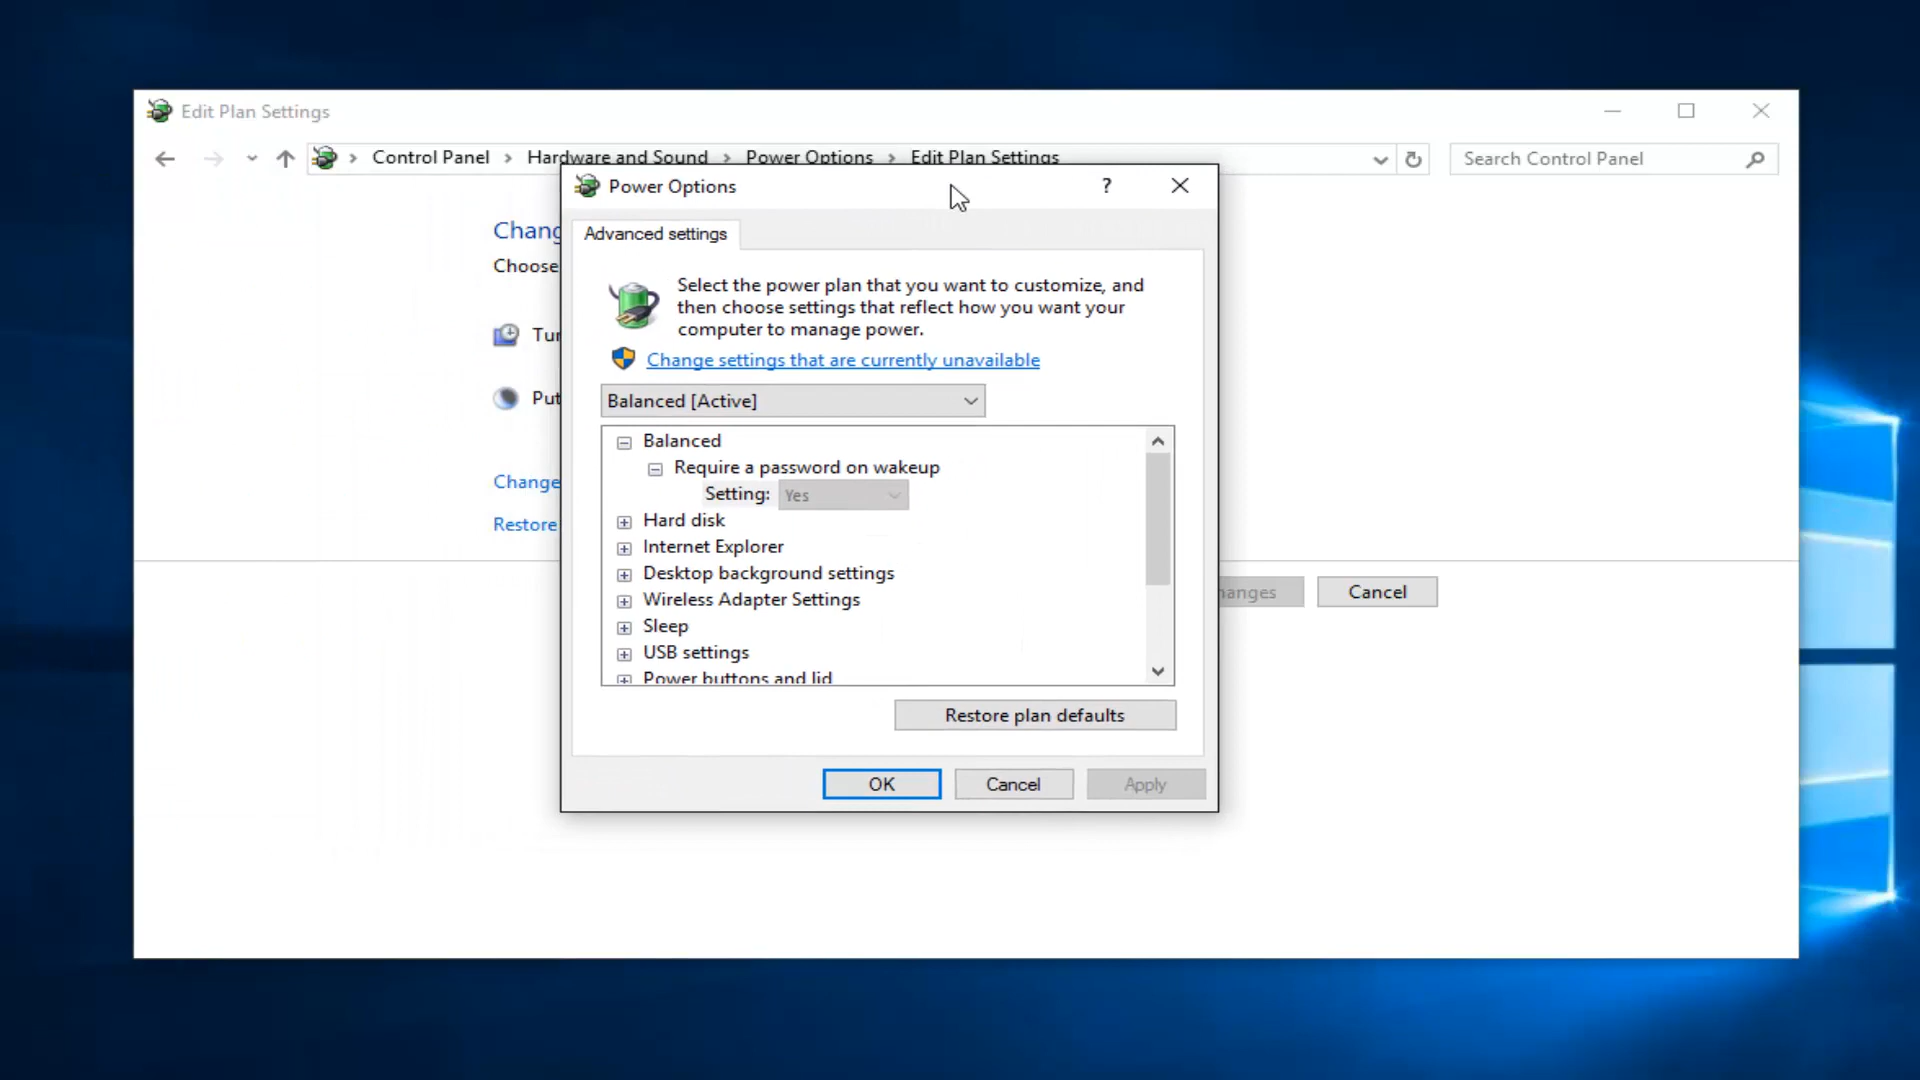 Edit Plan Settings
Control Panel > Hardware and Sound > Power Options > Edit Plan Settings
Search Control Panel
Power Options
?
Advanced settings
Chang
Choose
Select the power plan that you want to customize, and
then choose settings that reflect how you want your
computer to manage power.
Tur
Change settings that are currently unavailable
Put
Balanced [Active]
Balanced
Require a password on wakeup
Change
Setting: Yes
Restore
Hard disk
Internet Explorer
Desktop background settings
Wireless Adapter Settings
hanges
Cancel
Sleep
USB settings
Power buttons and lid
Restore plan defaults
OK
Cancel
Apply